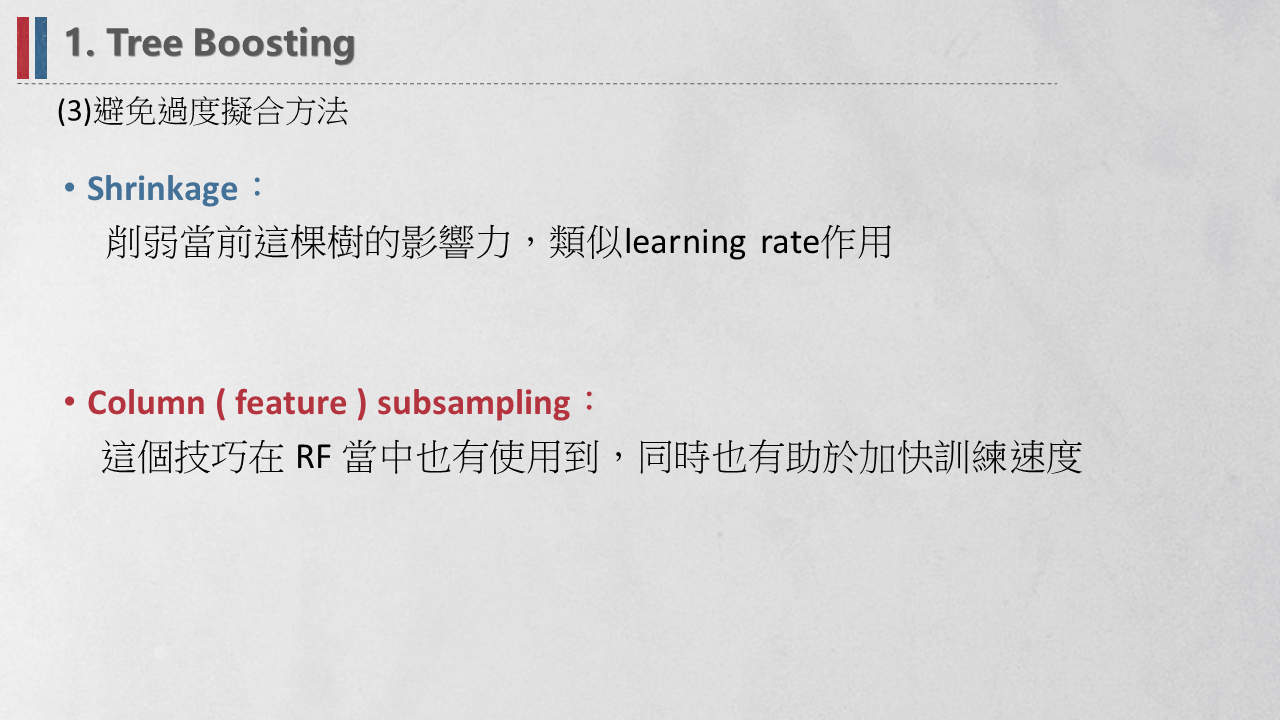 1. Tree Boosting
(3)避免過度擬合方法
• Shrinkage：
削弱當前這棵樹的影響力，類似learning rate作用
• Column ( feature ) subsampling：
這個技巧在 RF 當中也有使用到，同時也有助於加快訓練速度